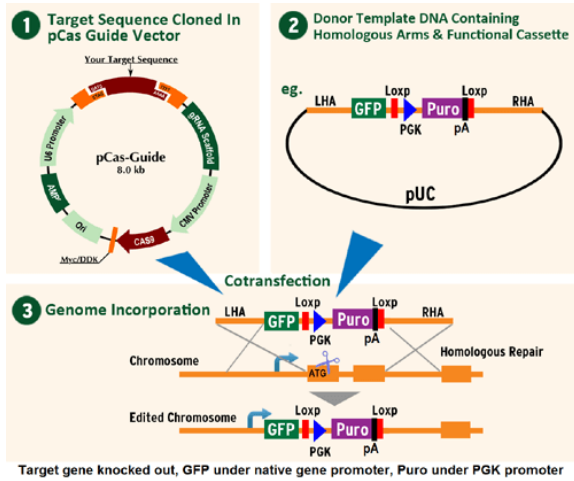 1 Target Sequence Cloned In
pCas Guide Vector
Your Target Sequence
U6 Promoter
pRNA Scaffold
pCas-Guide
8.0 kb
AMPr
CMV Promoter
Ori
CAS9
Myc/DDK
2 Donor Template DNA Containing
Homologous Arms & Functional Cassette
eg.
LHA GFP Loxp PGK Puro pA Loxp RHA
pUC
Cotransfection
3 Genome Incorporation
LHA GFP Loxp PGK Puro pA Loxp RHA
Chromosome ATG Homologous Repair
Edited Chromosome GFP Loxp PGK Puro pA Loxp
Target gene knocked out, GFP under native gene promoter, Puro under PGK promoter